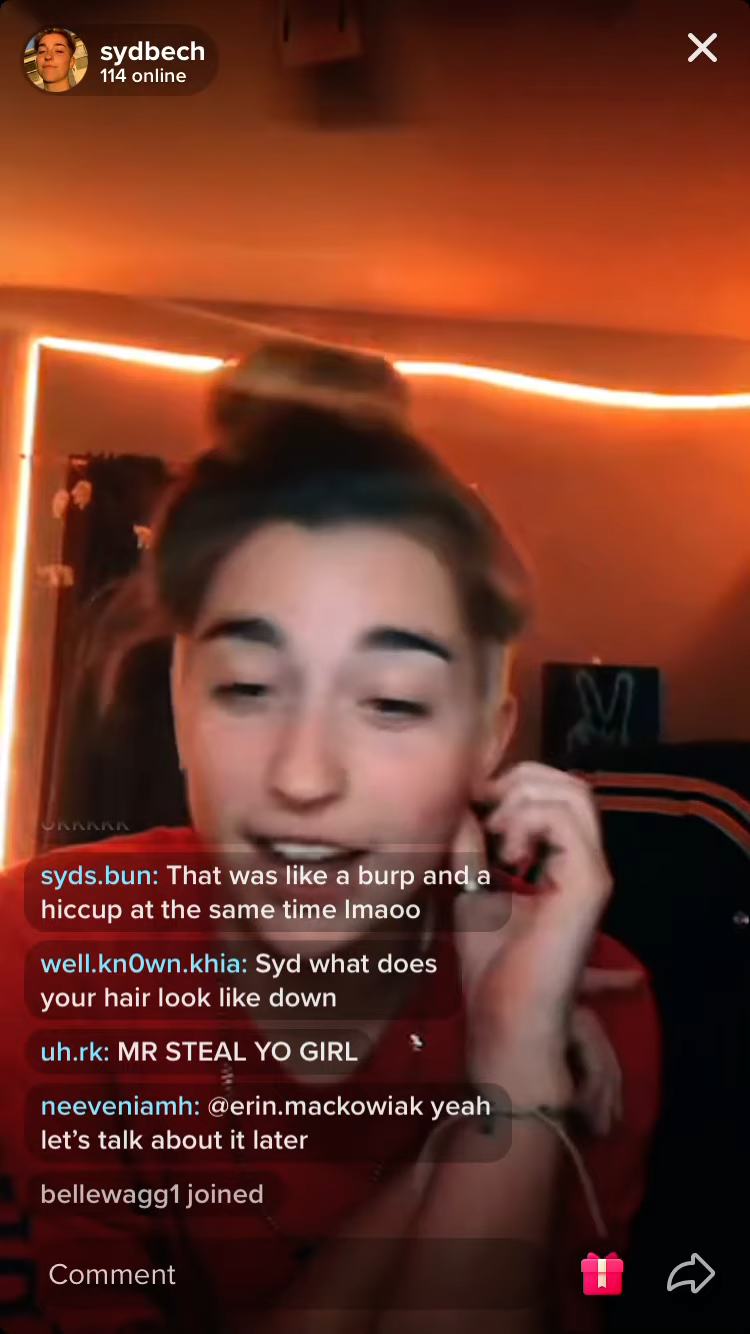 sydbech
114 online
syds.bun: That was like a burp and a
hiccup at the same time lmaoo
well.kn0wn.khia: Syd what does
your hair look like down
uh.rk: MR STEAL YO GIRL
neeveniamh: @erin.mackowiak yeah
let’s talk about it later
bellewagg1 joined
Comment